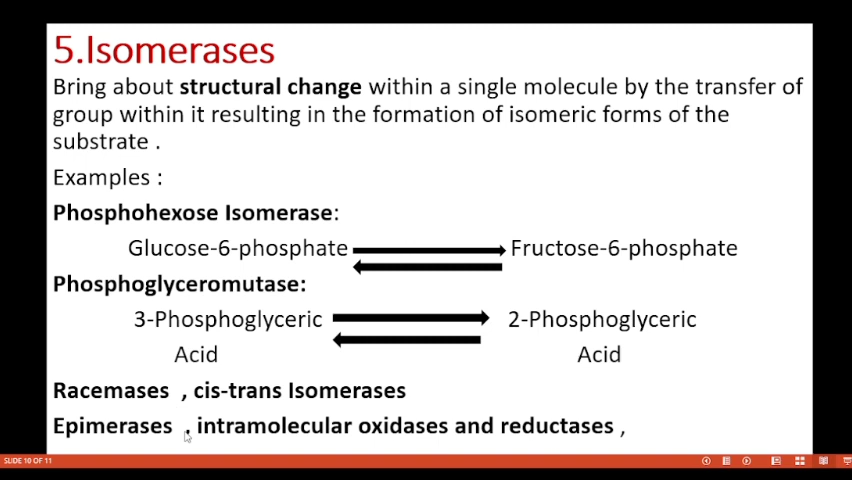 5.Isomerases
Bring about structural change within a single molecule by the transfer of
group within it resulting in the formation of isomeric forms of the
substrate .
Examples :
Phosphohexose Isomerase:
Glucose-6-phosphate Fructose-6-phosphate
Phosphoglyceromutase:
3-Phosphoglyceric 2-Phosphoglyceric
Acid Acid
Racemases , cis-trans Isomerases
Epimerases , intramolecular oxidases and reductases ,
SLIDE 10 OF 11